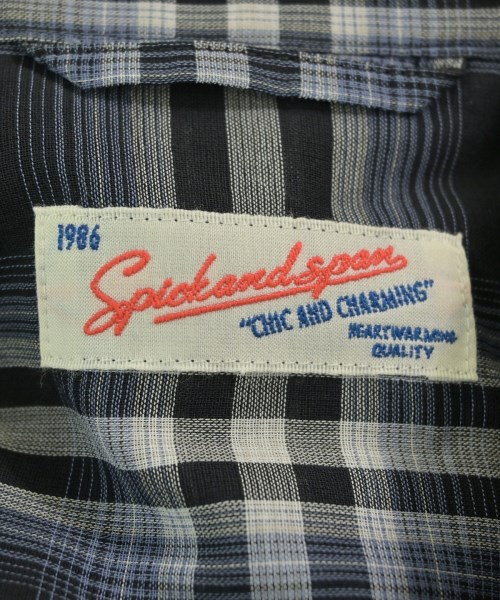 1986
Spickandspan
"CHIC AND CHARMING"
HEARTWARMING
QUALITY